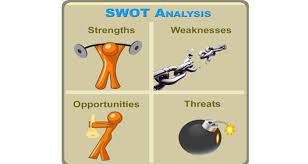 SWOT ANALYSIS
Strengths
Weaknesses
Opportunities
Threats